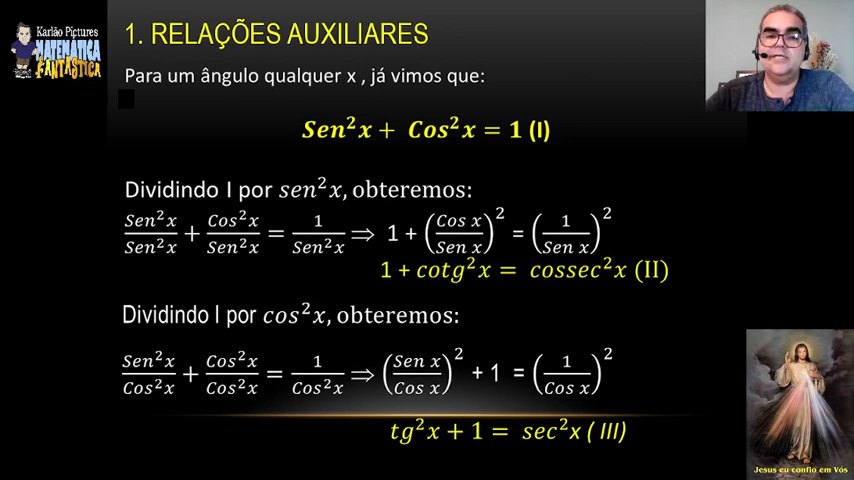 Karlão Pictures
MATEMÁTICA
FANTÁSTICA
1. RELAÇÕES AUXILIARES
Para um ângulo qualquer x , já vimos que:
Sen²x + Cos²x = 1 (I)
Dividindo I por sen²x, obteremos:
Sen²x/Sen²x + Cos²x/Sen²x = 1/Sen²x ⟹ 1 + (Cos x/Sen x)² = (1/Sen x)²
1 + cotg²x = cossec²x (II)
Dividindo I por cos²x, obteremos:
Sen²x/Cos²x + Cos²x/Cos²x = 1/Cos²x ⟹ (Sen x/Cos x)² + 1 = (1/Cos x)²
tg²x + 1 = sec²x ( III)
Jesus eu confio em Vós